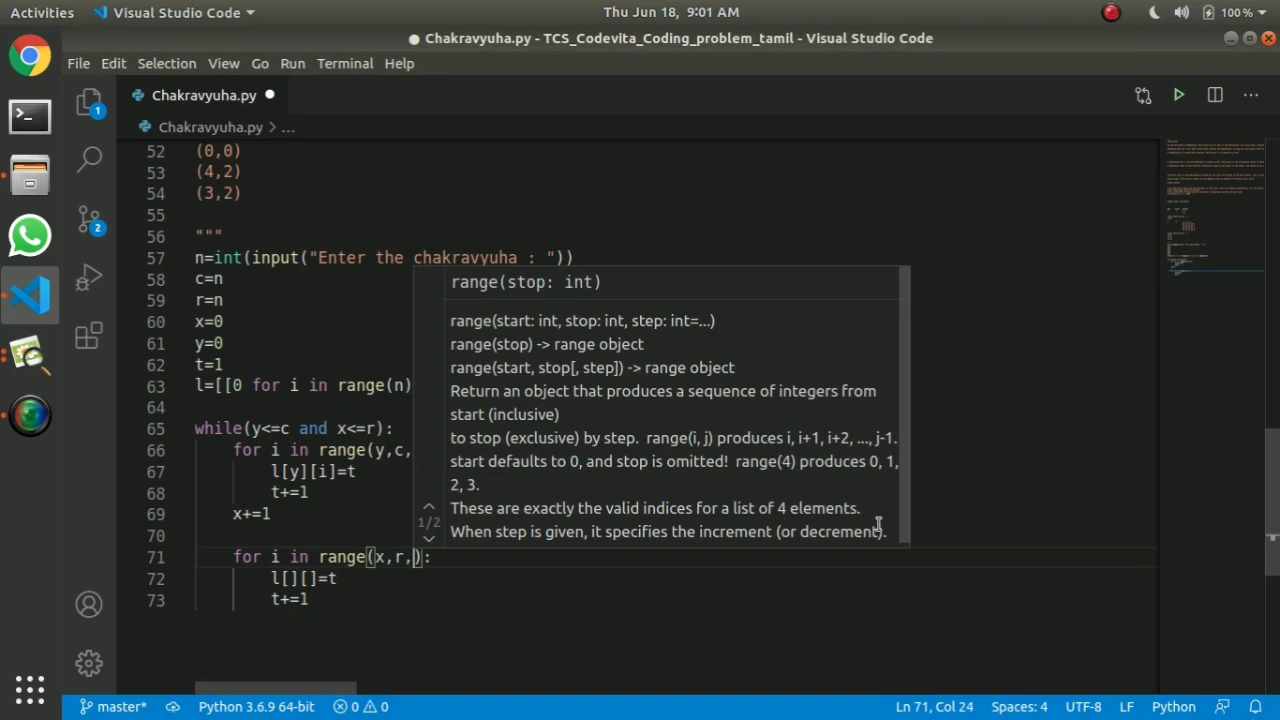 Activities Visual Studio Code Thu Jun 18, 9:01 AM 100%
● Chakravyuha.py - TCS_Codevita_Coding_problem_tamil - Visual Studio Code
File Edit Selection View Go Run Terminal Help
1 Chakravyuha.py ●
Chakravyuha.py > ...
52 (0,0)
53 (4,2)
54 (3,2)
55
2
56 """
57 n=int(input("Enter the chakravyuha : "))
58 c=n
59 r=n
60 x=0
61 y=0
62 t=1
63 l=[[0 for i in range(n)
64
65 while(y<=c and x<=r):
66 for i in range(y,c,
67 l[y][i]=t
68 t+=1
69 x+=1
70
71 for i in range(x,r,):
72 l[][]=t
73 t+=1
range(stop: int)
range(start: int, stop: int, step: int=...)
range(stop) -> range object
range(start, stop[, step]) -> range object
Return an object that produces a sequence of integers from
start (inclusive)
to stop (exclusive) by step. range(i, j) produces i, i+1, i+2, ..., j-1.
start defaults to 0, and stop is omitted! range(4) produces 0, 1,
2, 3.
These are exactly the valid indices for a list of 4 elements.
1/2
When step is given, it specifies the increment (or decrement).
master* Python 3.6.9 64-bit 0 0 Ln 71, Col 24 Spaces: 4 UTF-8 LF Python